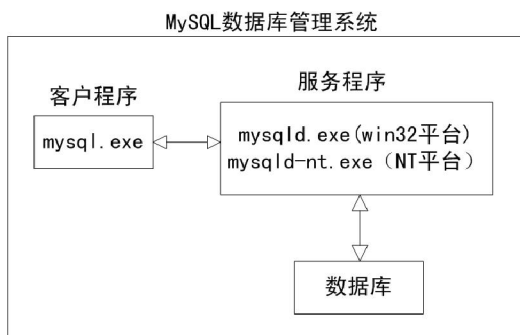 MySQL数据库管理系统
服务程序
客户程序
mysql.exe
mysqld.exe(win32平台)
mysqld-nt.exe（NT平台）
数据库